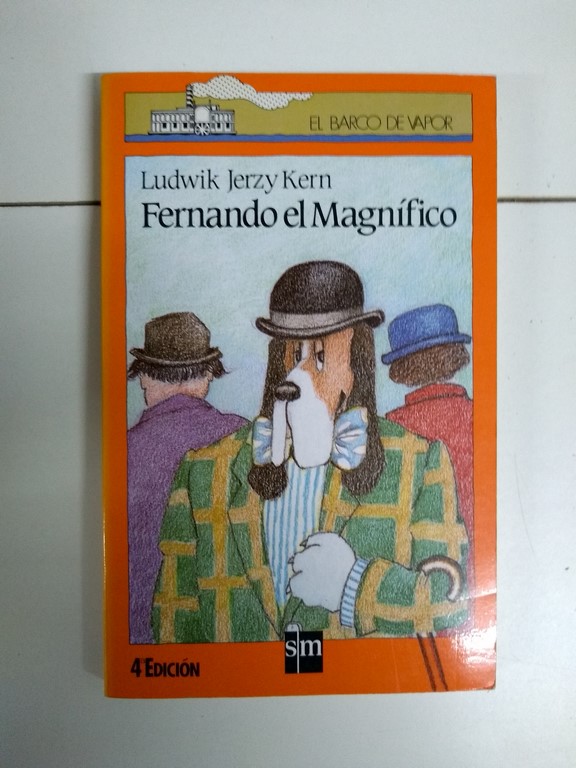 EL BARCO DE VAPOR
Ludwik Jerzy Kern
Fernando el Magnífico
sm
4ª EDICIÓN